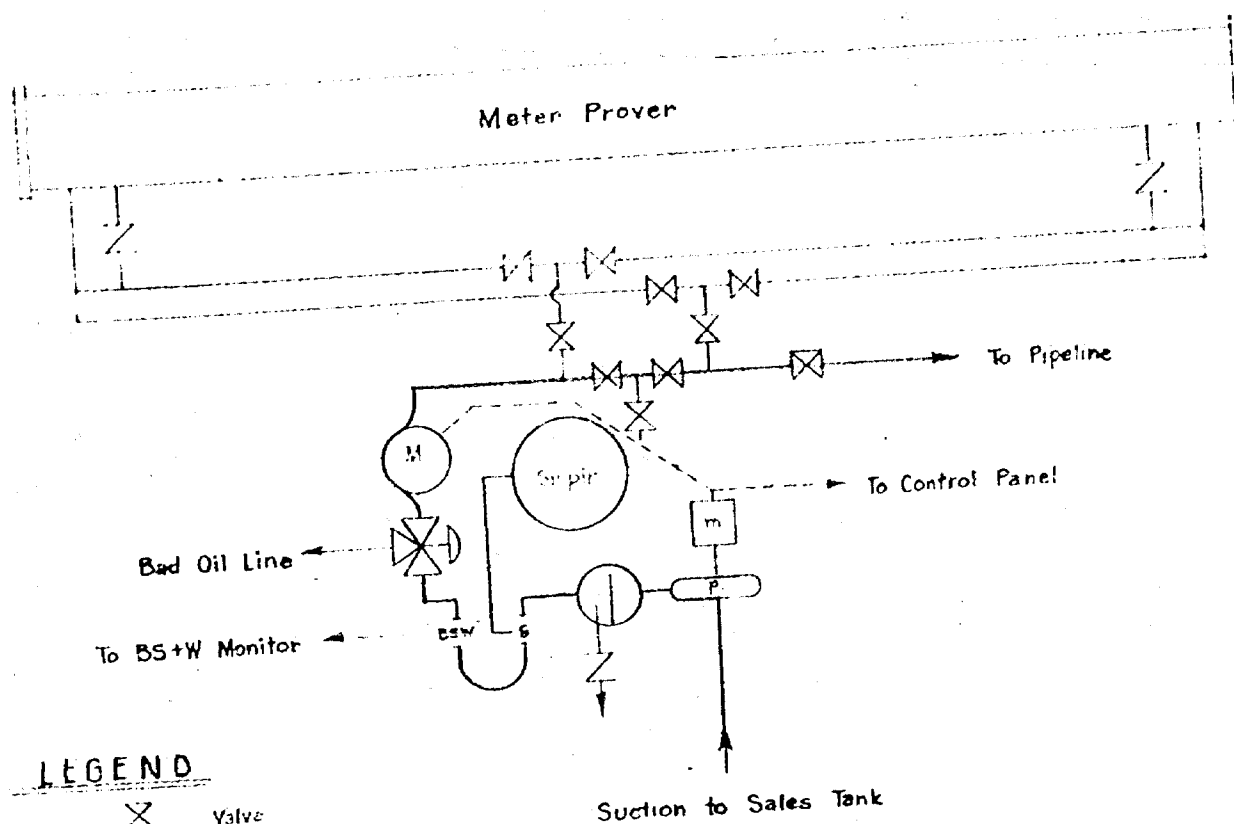 Meter Prover
To Pipeline
M
To Control Panel
m
Bad Oil Line
P
BSW
S
To BS+W Monitor
LEGEND
Valve
Suction to Sales Tank